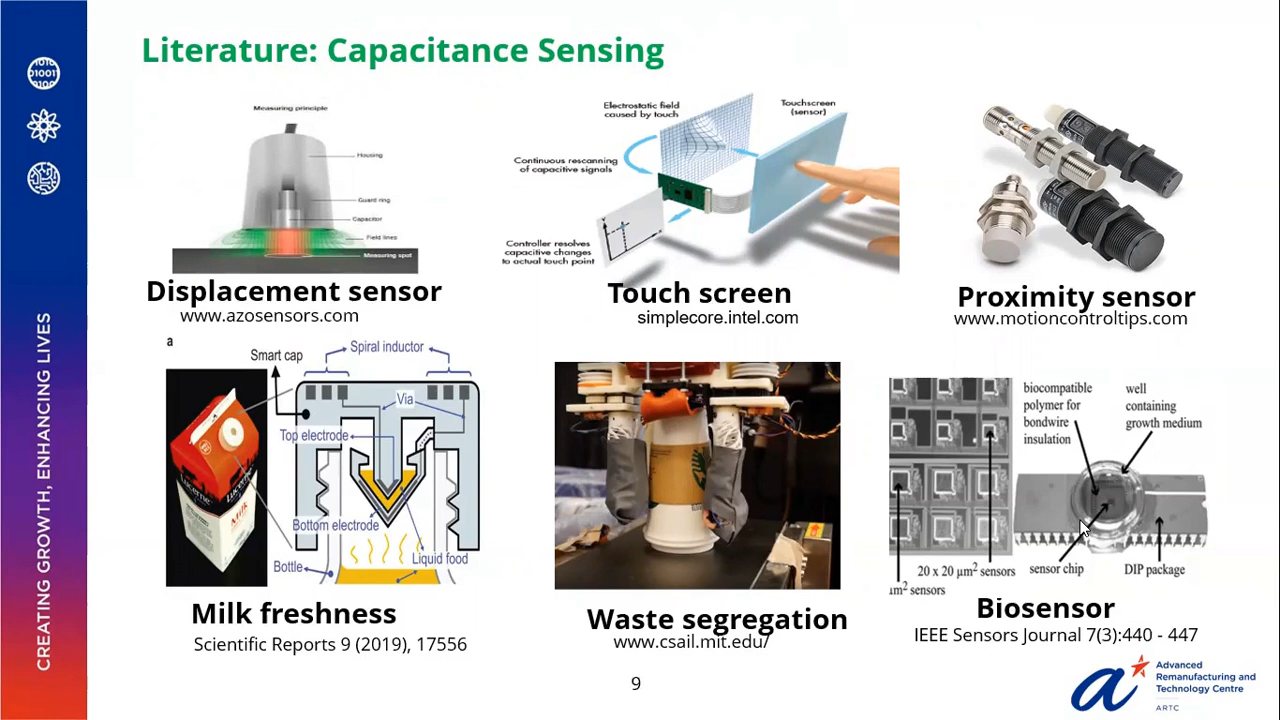 Literature: Capacitance Sensing
Measuring principle
Housing
Guard ring
Capacitor
Field lines
Measuring spot
Displacement sensor
www.azosensors.com
Electrostatic field
caused by touch
Touchscreen
(sensor)
Continuous rescanning
of capacitive signals
Controller resolves
capacitive changes
to actual touch point
Touch screen
simplecore.intel.com
Proximity sensor
www.motioncontroltips.com
a
Smart cap
Spiral inductor
Via
Top electrode
Bottom electrode
Liquid food
Bottle
Milk freshness
Scientific Reports 9 (2019), 17556
Waste segregation
www.csail.mit.edu/
biocompatible
polymer for
bondwire
insulation
well
containing
growth medium
20 x 20 µm² sensors
sensor chip
DIP package
µm² sensors
Biosensor
IEEE Sensors Journal 7(3):440 - 447
9
CREATING GROWTH, ENHANCING LIVES
Advanced
Remanufacturing and
Technology Centre
ARTC